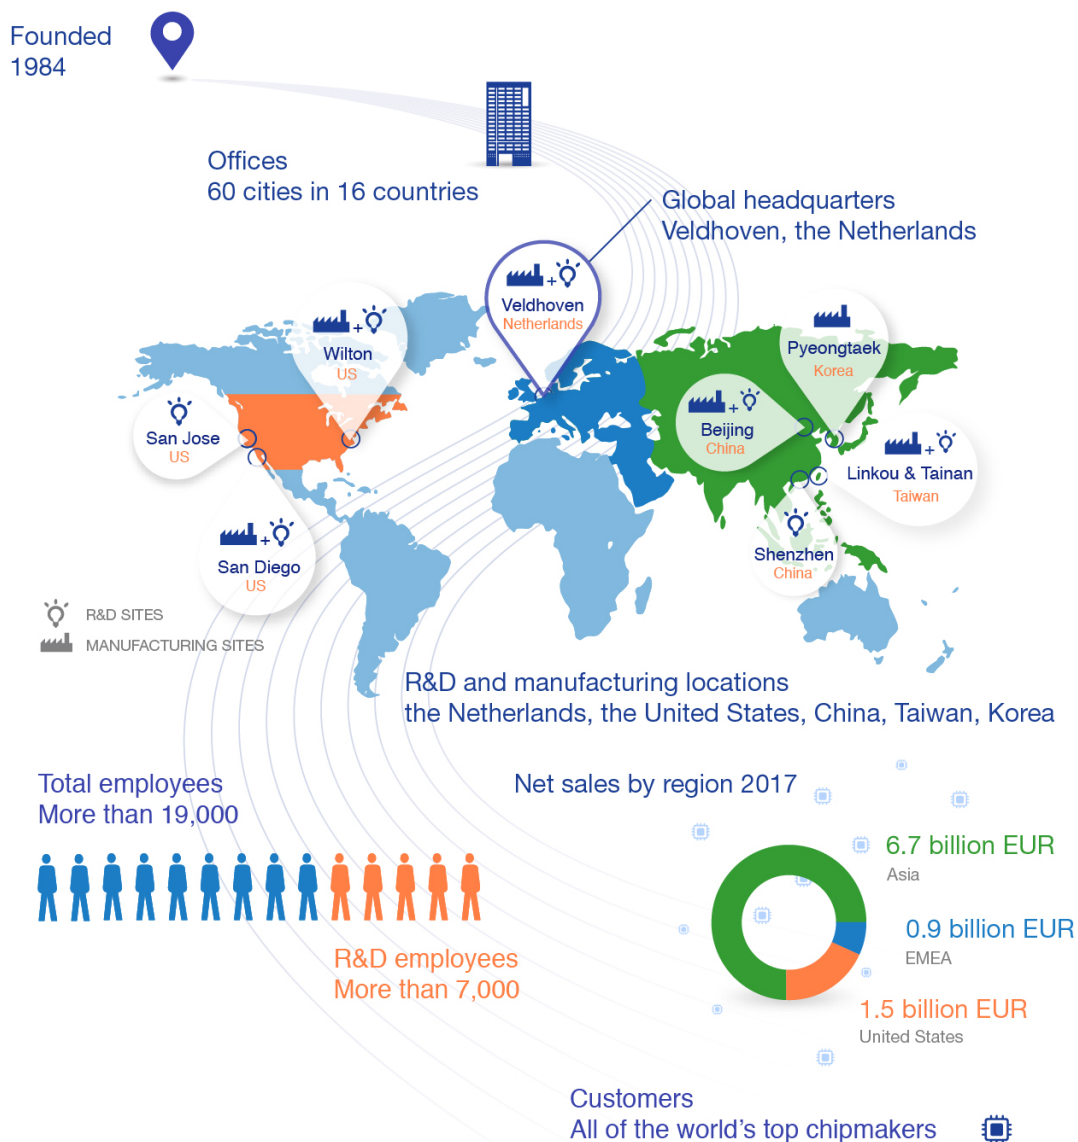 Founded
1984
Offices
60 cities in 16 countries
Global headquarters
Veldhoven, the Netherlands
+
Veldhoven
Netherlands
+
Wilton
US
Pyeongtaek
Korea
San Jose
US
+
Beijing
China
+
Linkou & Tainan
Taiwan
+
San Diego
US
Shenzhen
China
R&D SITES
MANUFACTURING SITES
R&D and manufacturing locations
the Netherlands, the United States, China, Taiwan, Korea
Total employees
More than 19,000
R&D employees
More than 7,000
Net sales by region 2017
6.7 billion EUR
Asia
0.9 billion EUR
EMEA
1.5 billion EUR
United States
Customers
All of the world’s top chipmakers